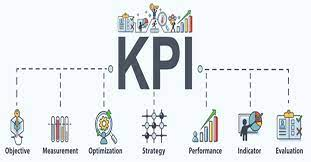 KPI
Objective
Measurement
Optimization
Strategy
Performance
Indicator
Evaluation